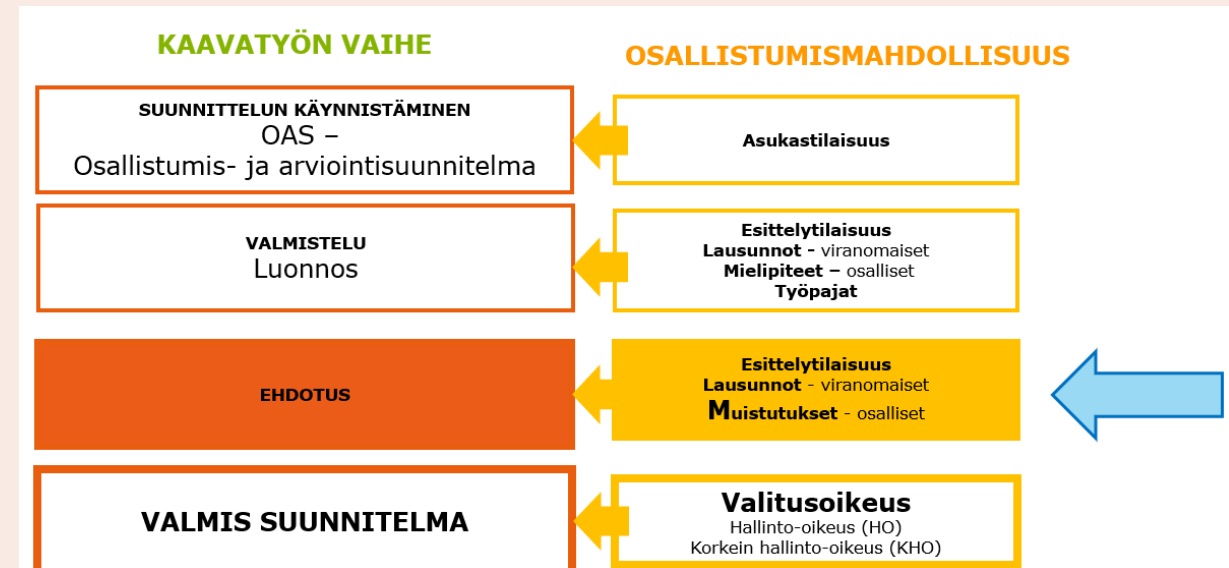 KAAVATYÖN VAIHE
OSALLISTUMISMAHDOLLISUUS
SUUNNITTELUN KÄYNNISTÄMINEN
OAS –
Osallistumis- ja arviointisuunnitelma
Asukastilaisuus
VALMISTELU
Luonnos
Esittelytilaisuus
Lausunnot - viranomaiset
Mielipiteet – osalliset
Työpajat
EHDOTUS
Esittelytilaisuus
Lausunnot - viranomaiset
Muistutukset - osalliset
VALMIS SUUNNITELMA
Valitusoikeus
Hallinto-oikeus (HO)
Korkein hallinto-oikeus (KHO)